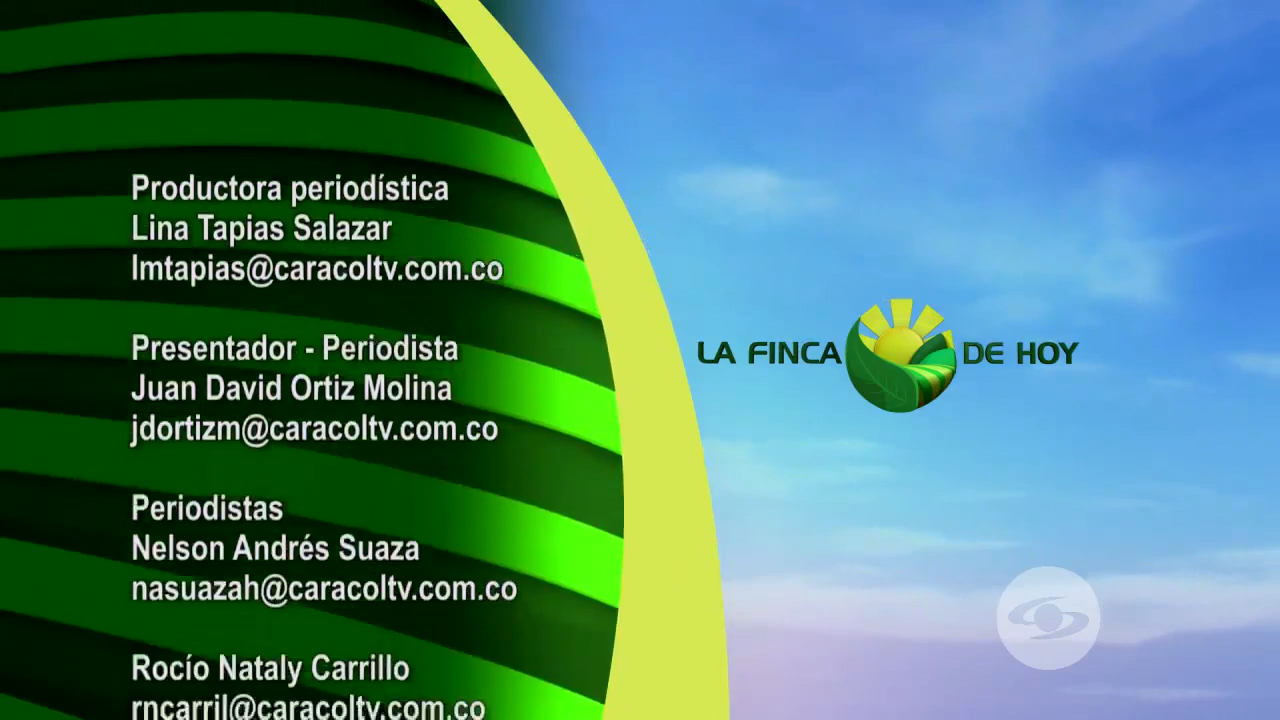 Productora periodística
Lina Tapias Salazar
lmtapias@caracoltv.com.co
Presentador - Periodista
Juan David Ortiz Molina
jdortizm@caracoltv.com.co
Periodistas
Nelson Andrés Suaza
nasuazah@caracoltv.com.co
Rocío Nataly Carrillo
rncarril@caracoltv.com.co
LA FINCA DE HOY